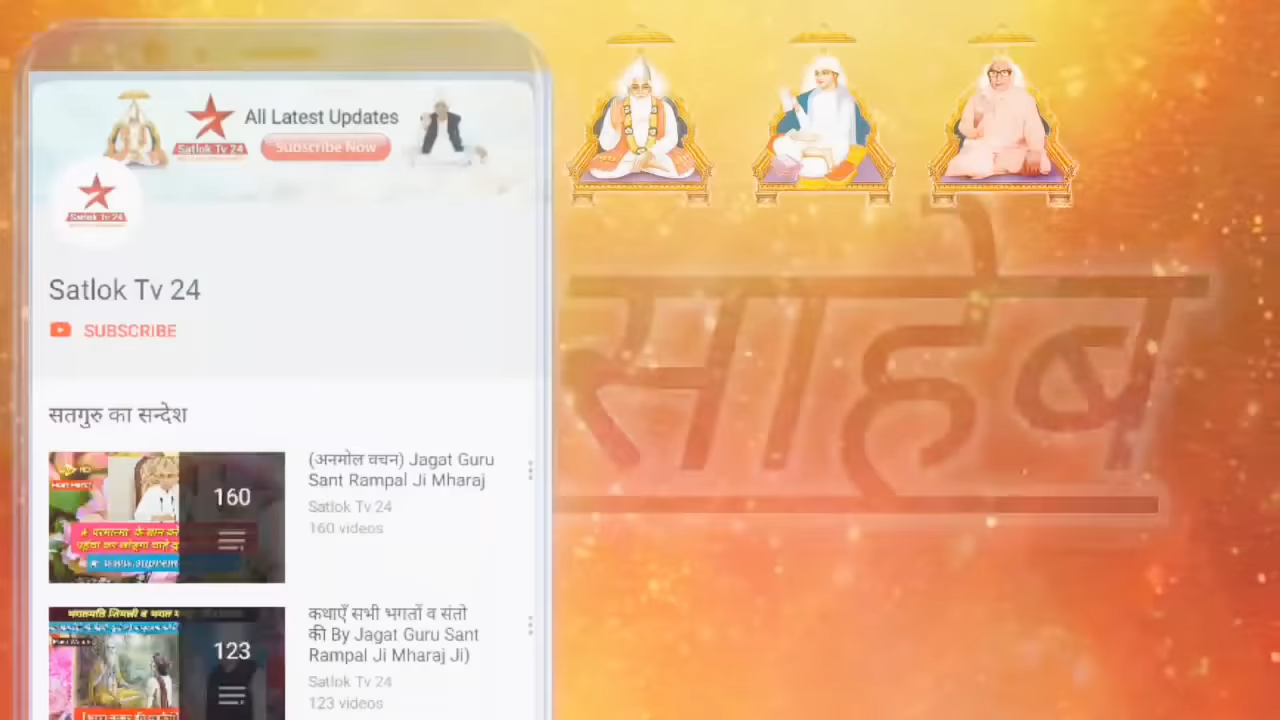 All Latest Updates
Satlok Tv 24
Subscribe Now
Satlok Tv 24
Satlok Tv 24
SUBSCRIBE
सतगुरु का सन्देश
(अनमोल वचन) Jagat Guru
Sant Rampal Ji Mharaj
Satlok Tv 24
160 videos
160
कथाएँ सभी भगतों व संतो
की By Jagat Guru Sant
Rampal Ji Mharaj Ji)
Satlok Tv 24
123 videos
123
साहेब